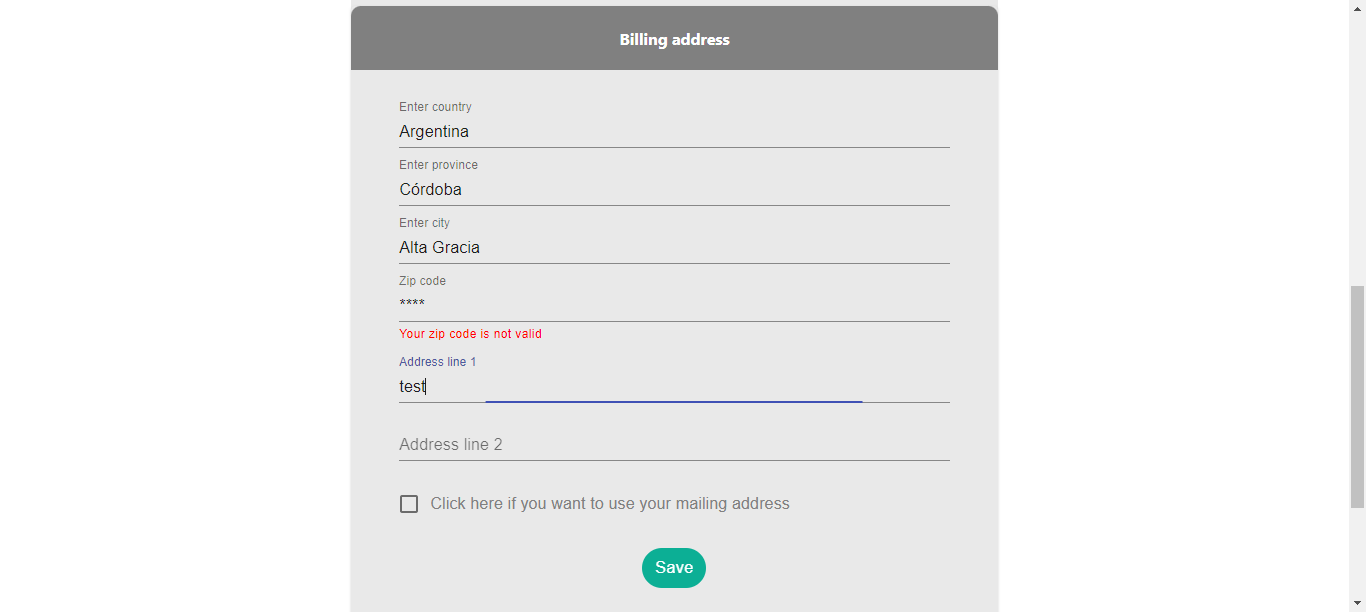 Billing address
Enter country
Argentina
Enter province
Córdoba
Enter city
Alta Gracia
Zip code
****
Your zip code is not valid
Address line 1
test
Address line 2
Click here if you want to use your mailing address
Save